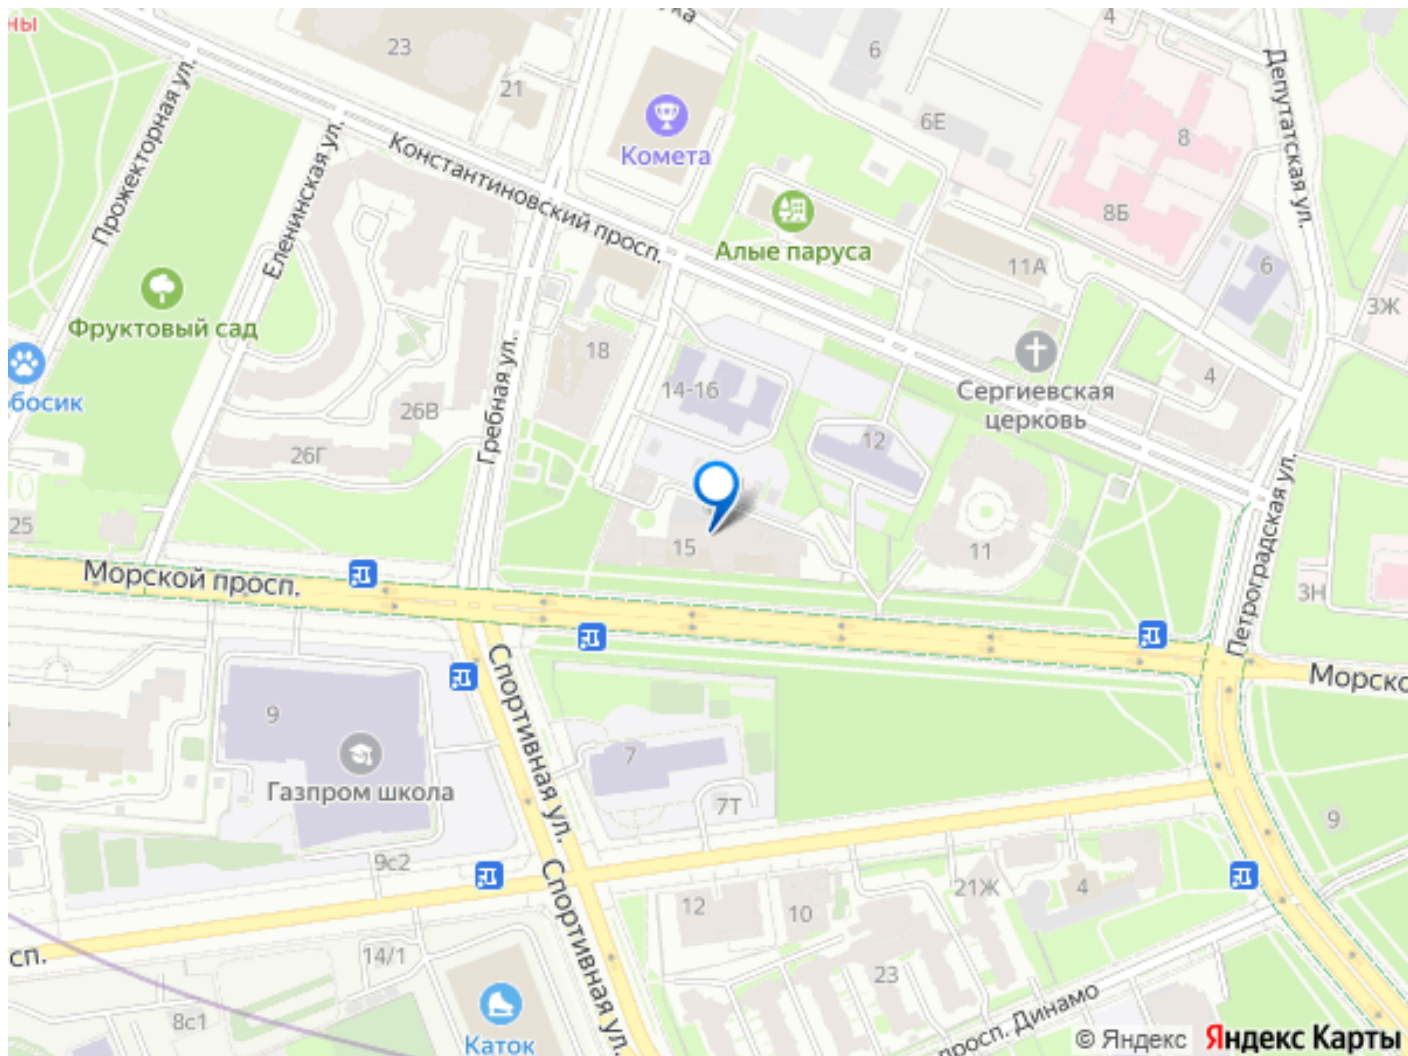 ны
23
21
Комета
6
4
6Е
8
8Б
Депутатская ул.
Прожекторная ул.
Еленинская ул.
Константиновский просп.
Алые паруса
11А
6
3Ж
Фруктовый сад
босик
18
14-16
Сергиевская
церковь
4
Гребная ул.
26В
26Г
12
25
15
11
Петроградская ул.
3Н
Морской просп.
Морско
9
Газпром школа
Спортивная ул.
7
7Т
9
9с2
Спортивная ул.
12
10
21Ж
4
сп.
14/1
23
8с1
Каток
просп. Динамо
© Яндекс Яндекс Карты